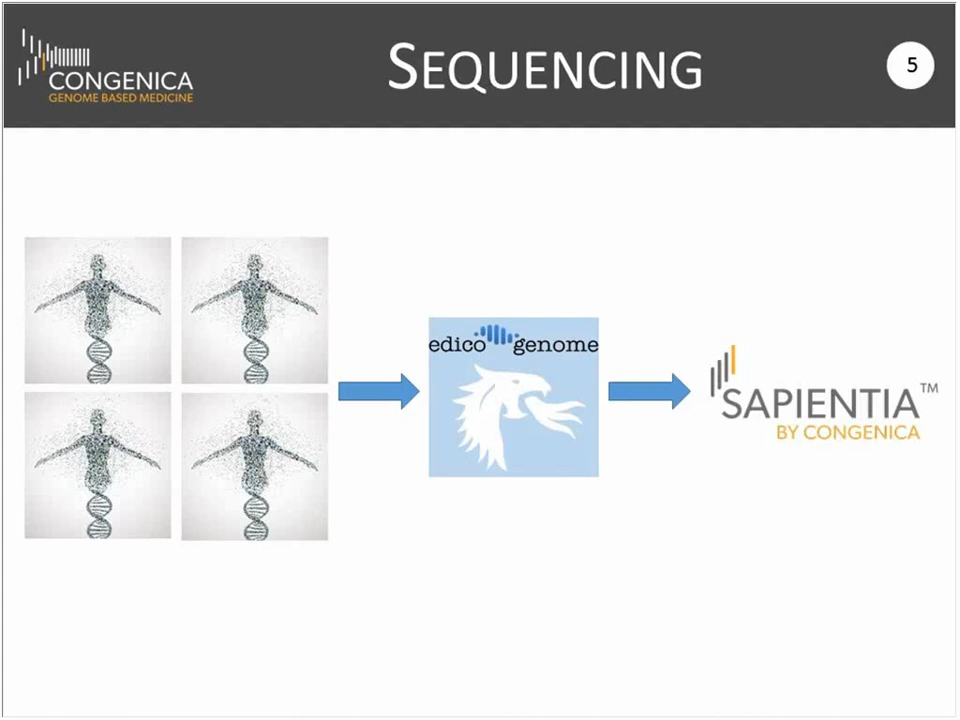 CONGENICA
GENOME BASED MEDICINE
SEQUENCING
5
edico genome
SAPIENTIA™
BY CONGENICA